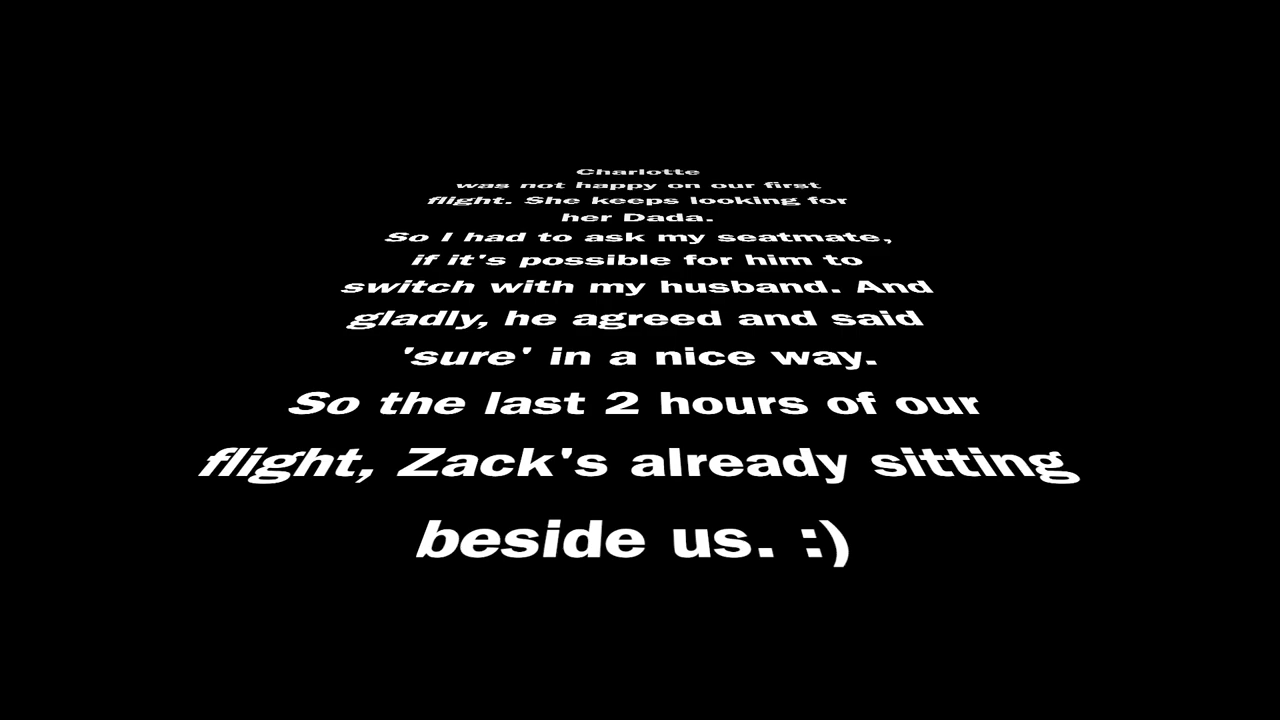 Charlotte
was not happy on our first
flight. She keeps looking for
her Dada.
So I had to ask my seatmate,
if it's possible for him to
switch with my husband. And
gladly, he agreed and said
'sure' in a nice way.
So the last 2 hours of our
flight, Zack's already sitting
beside us. :)